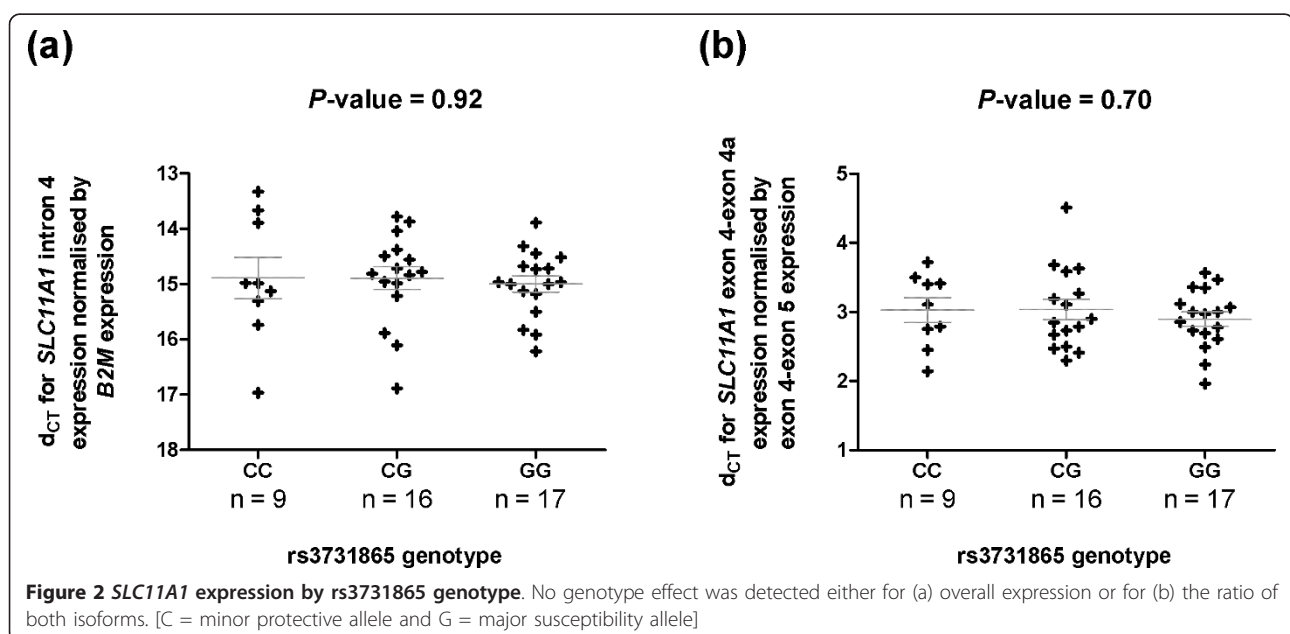 (a)
P-value = 0.92
dCT for SLC11A1 intron 4
expression normalised by
B2M expression
13
14
15
16
17
18
CC
CG
GG
n = 9
n = 16
n = 17
rs3731865 genotype
(b)
P-value = 0.70
dCT for SLC11A1 exon 4-exon 4a
expression normalised by
exon 4-exon 5 expression
5
4
3
2
1
CC
CG
GG
n = 9
n = 16
n = 17
rs3731865 genotype
Figure 2 SLC11A1 expression by rs3731865 genotype. No genotype effect was detected either for (a) overall expression or for (b) the ratio of
both isoforms. [C = minor protective allele and G = major susceptibility allele]